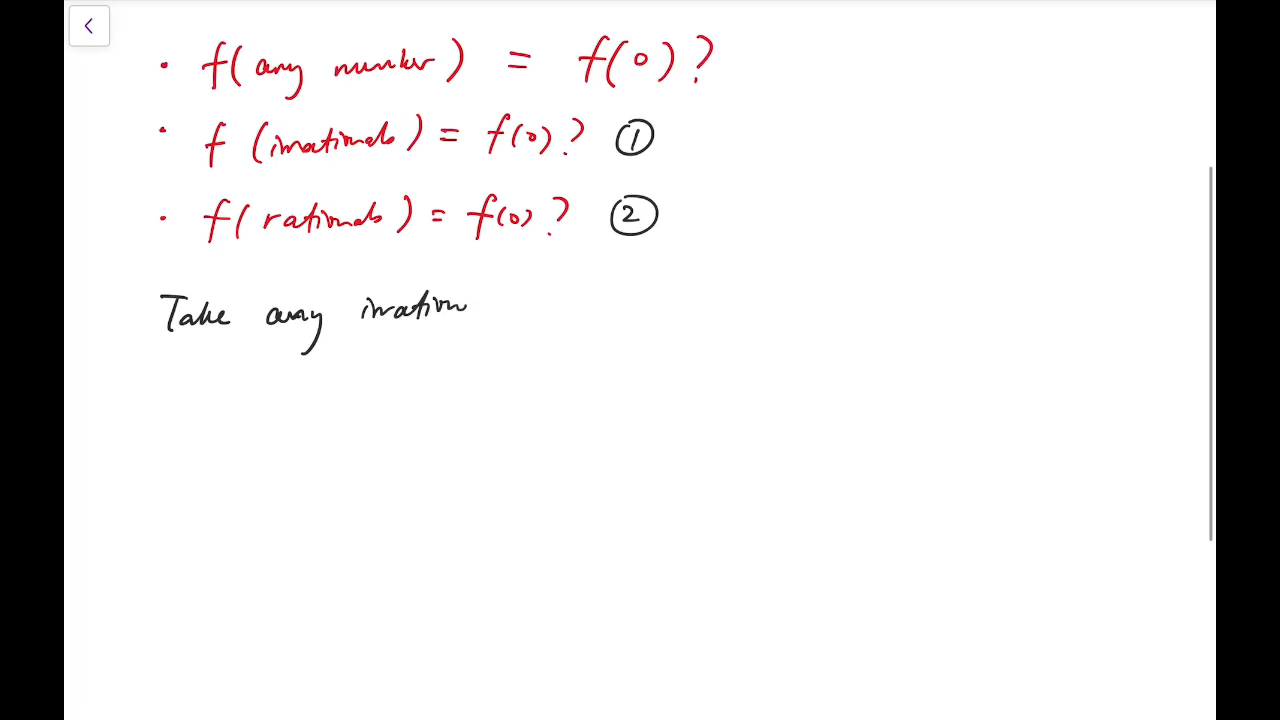 · f(any number) = f(0)?
· f(irrationals) = f(0)? ①
· f(rationals) = f(0)? ②
Take any irration